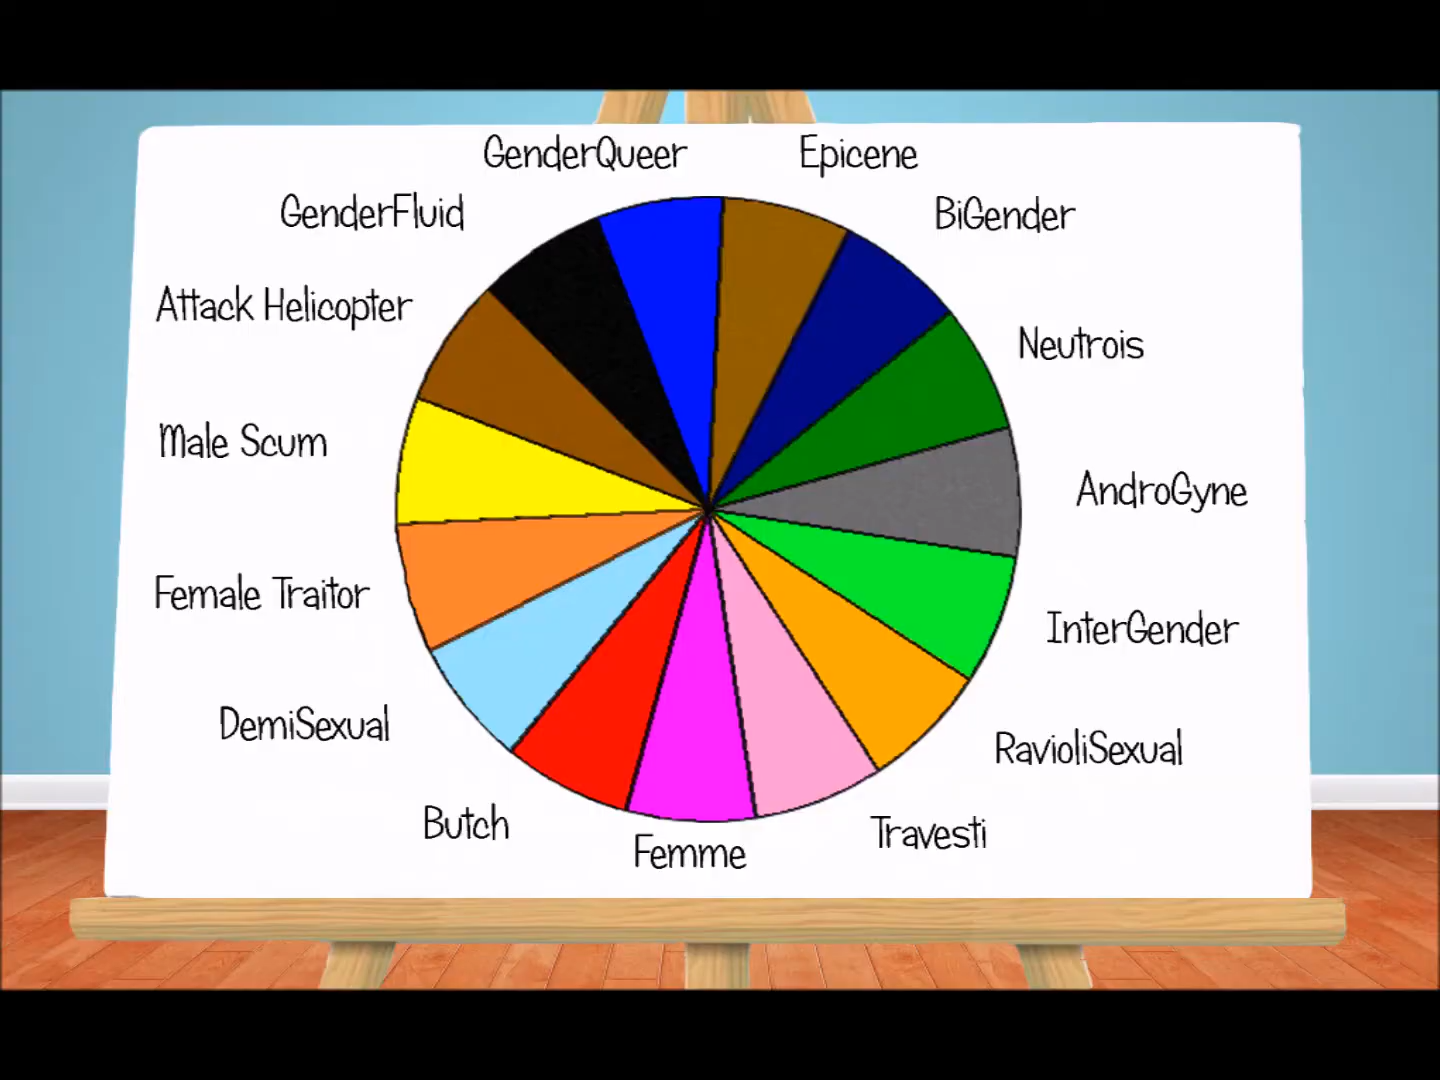 GenderQueer
Epicene
GenderFluid
BiGender
Attack Helicopter
Neutrois
Male Scum
AndroGyne
Female Traitor
InterGender
DemiSexual
RavioliSexual
Butch
Travesti
Femme